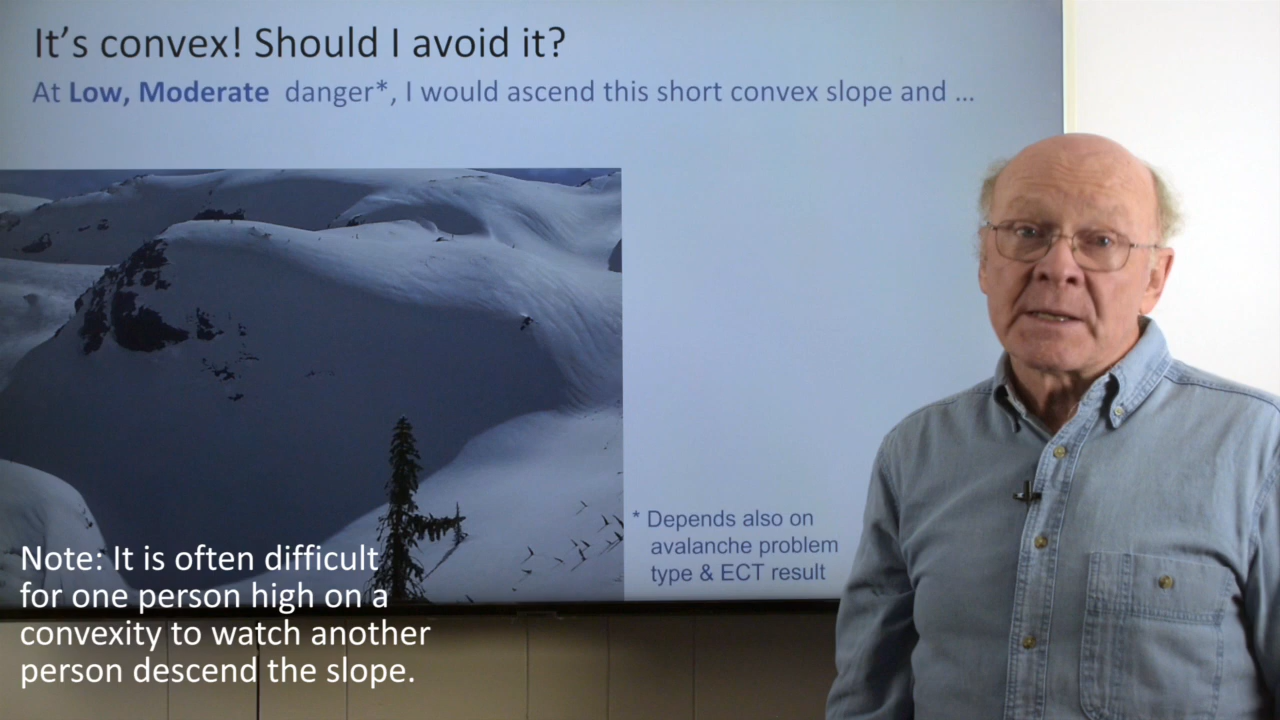 It's convex! Should I avoid it?
At Low, Moderate danger*, I would ascend this short convex slope and ...
* Depends also on
avalanche problem
type & ECT result
Note: It is often difficult
for one person high on a
convexity to watch another
person descend the slope.